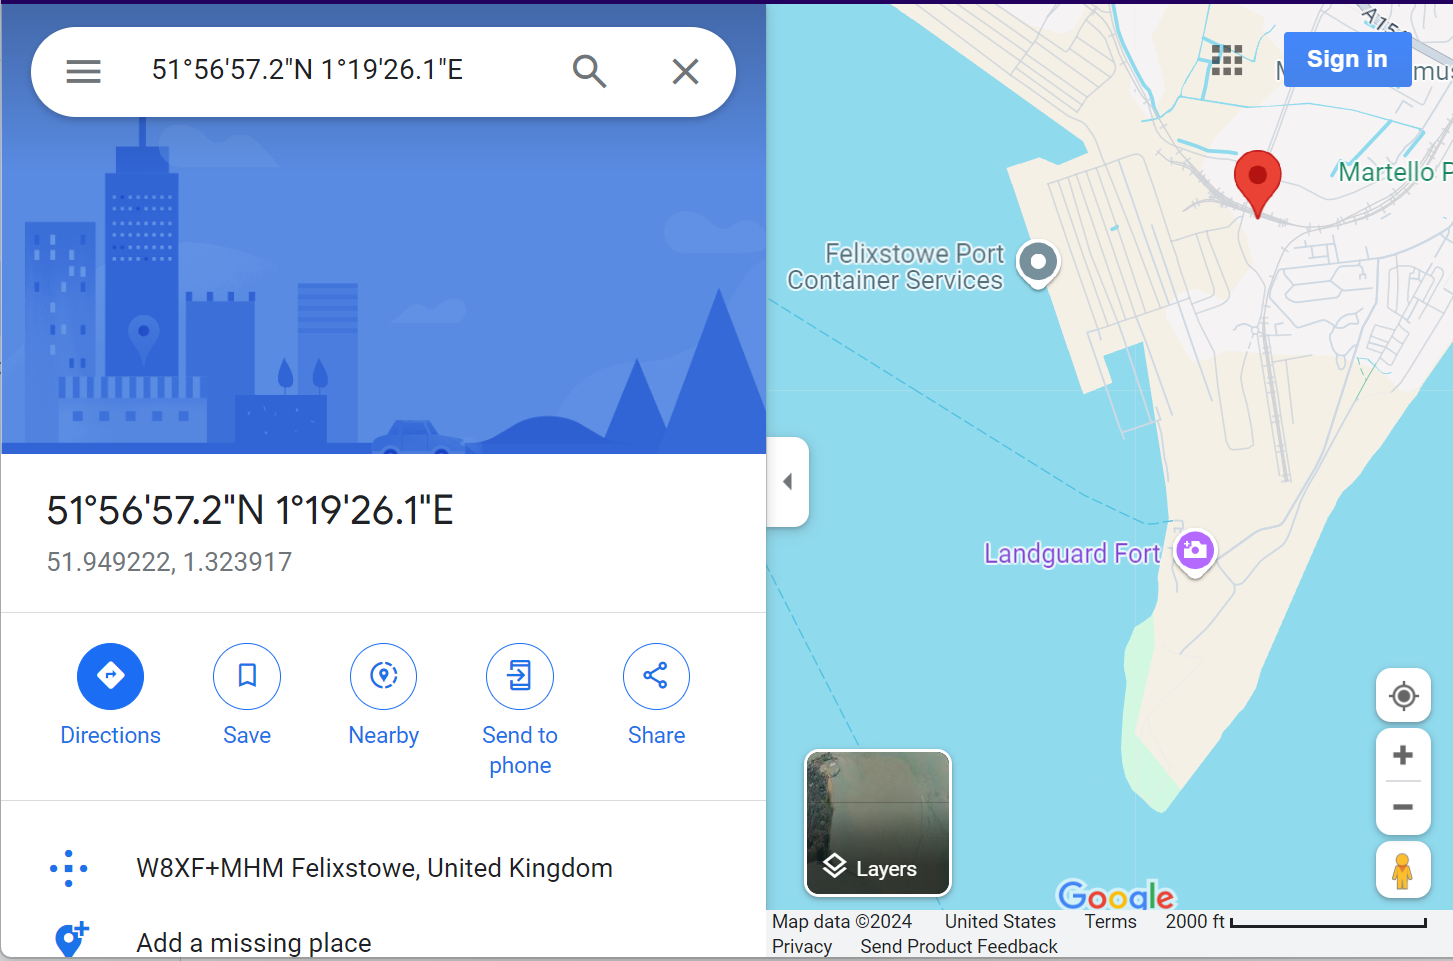 51°56'57.2"N 1°19'26.1"E
51°56'57.2"N 1°19'26.1"E
51.949222, 1.323917
Directions
Save
Nearby
Send to
phone
Share
W8XF+MHM Felixstowe, United Kingdom
Add a missing place
Sign in
Martello P
Felixstowe Port
Container Services
Landguard Fort
Layers
Google
Map data ©2024 United States Terms 2000 ft
Privacy Send Product Feedback